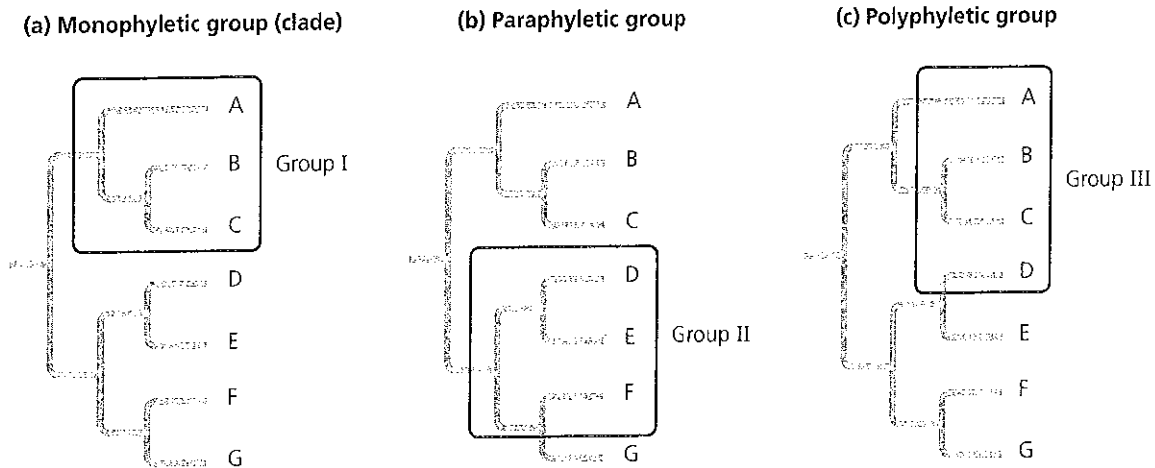 (a) Monophyletic group (clade)
A
B
Group I
C
D
E
F
G
(b) Paraphyletic group
A
B
C
D
E
Group II
F
G
(c) Polyphyletic group
A
B
Group III
C
D
E
F
G